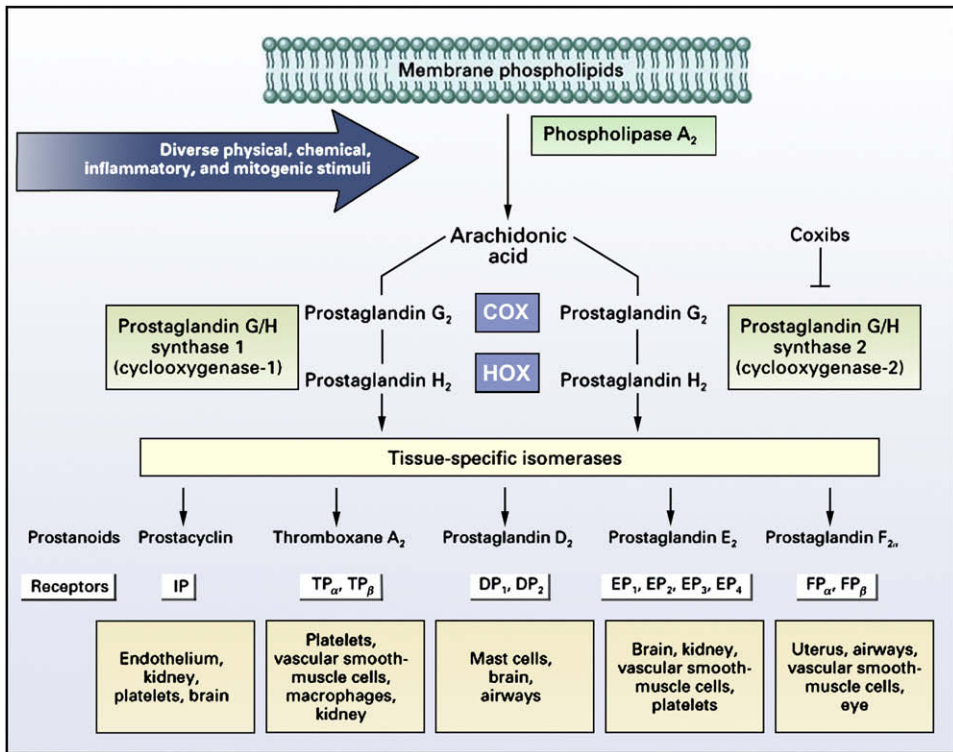 Membrane phospholipids
Phospholipase A₂
Diverse physical, chemical,
inflammatory, and mitogenic stimuli
Arachidonic
acid
Coxibs
Prostaglandin G/H
synthase 1
(cyclooxygenase-1)
Prostaglandin G₂
COX
Prostaglandin G₂
Prostaglandin G/H
synthase 2
(cyclooxygenase-2)
Prostaglandin H₂
HOX
Prostaglandin H₂
Tissue-specific isomerases
Prostanoids Prostacyclin Thromboxane A₂ Prostaglandin D₂ Prostaglandin E₂ Prostaglandin F₂α
Receptors IP TPα, TPβ DP₁, DP₂ EP₁, EP₂, EP₃, EP₄ FPα, FPβ
Endothelium,
kidney,
platelets, brain
Platelets,
vascular smooth-
muscle cells,
macrophages,
kidney
Mast cells,
brain,
airways
Brain, kidney,
vascular smooth-
muscle cells,
platelets
Uterus, airways,
vascular smooth-
muscle cells,
eye